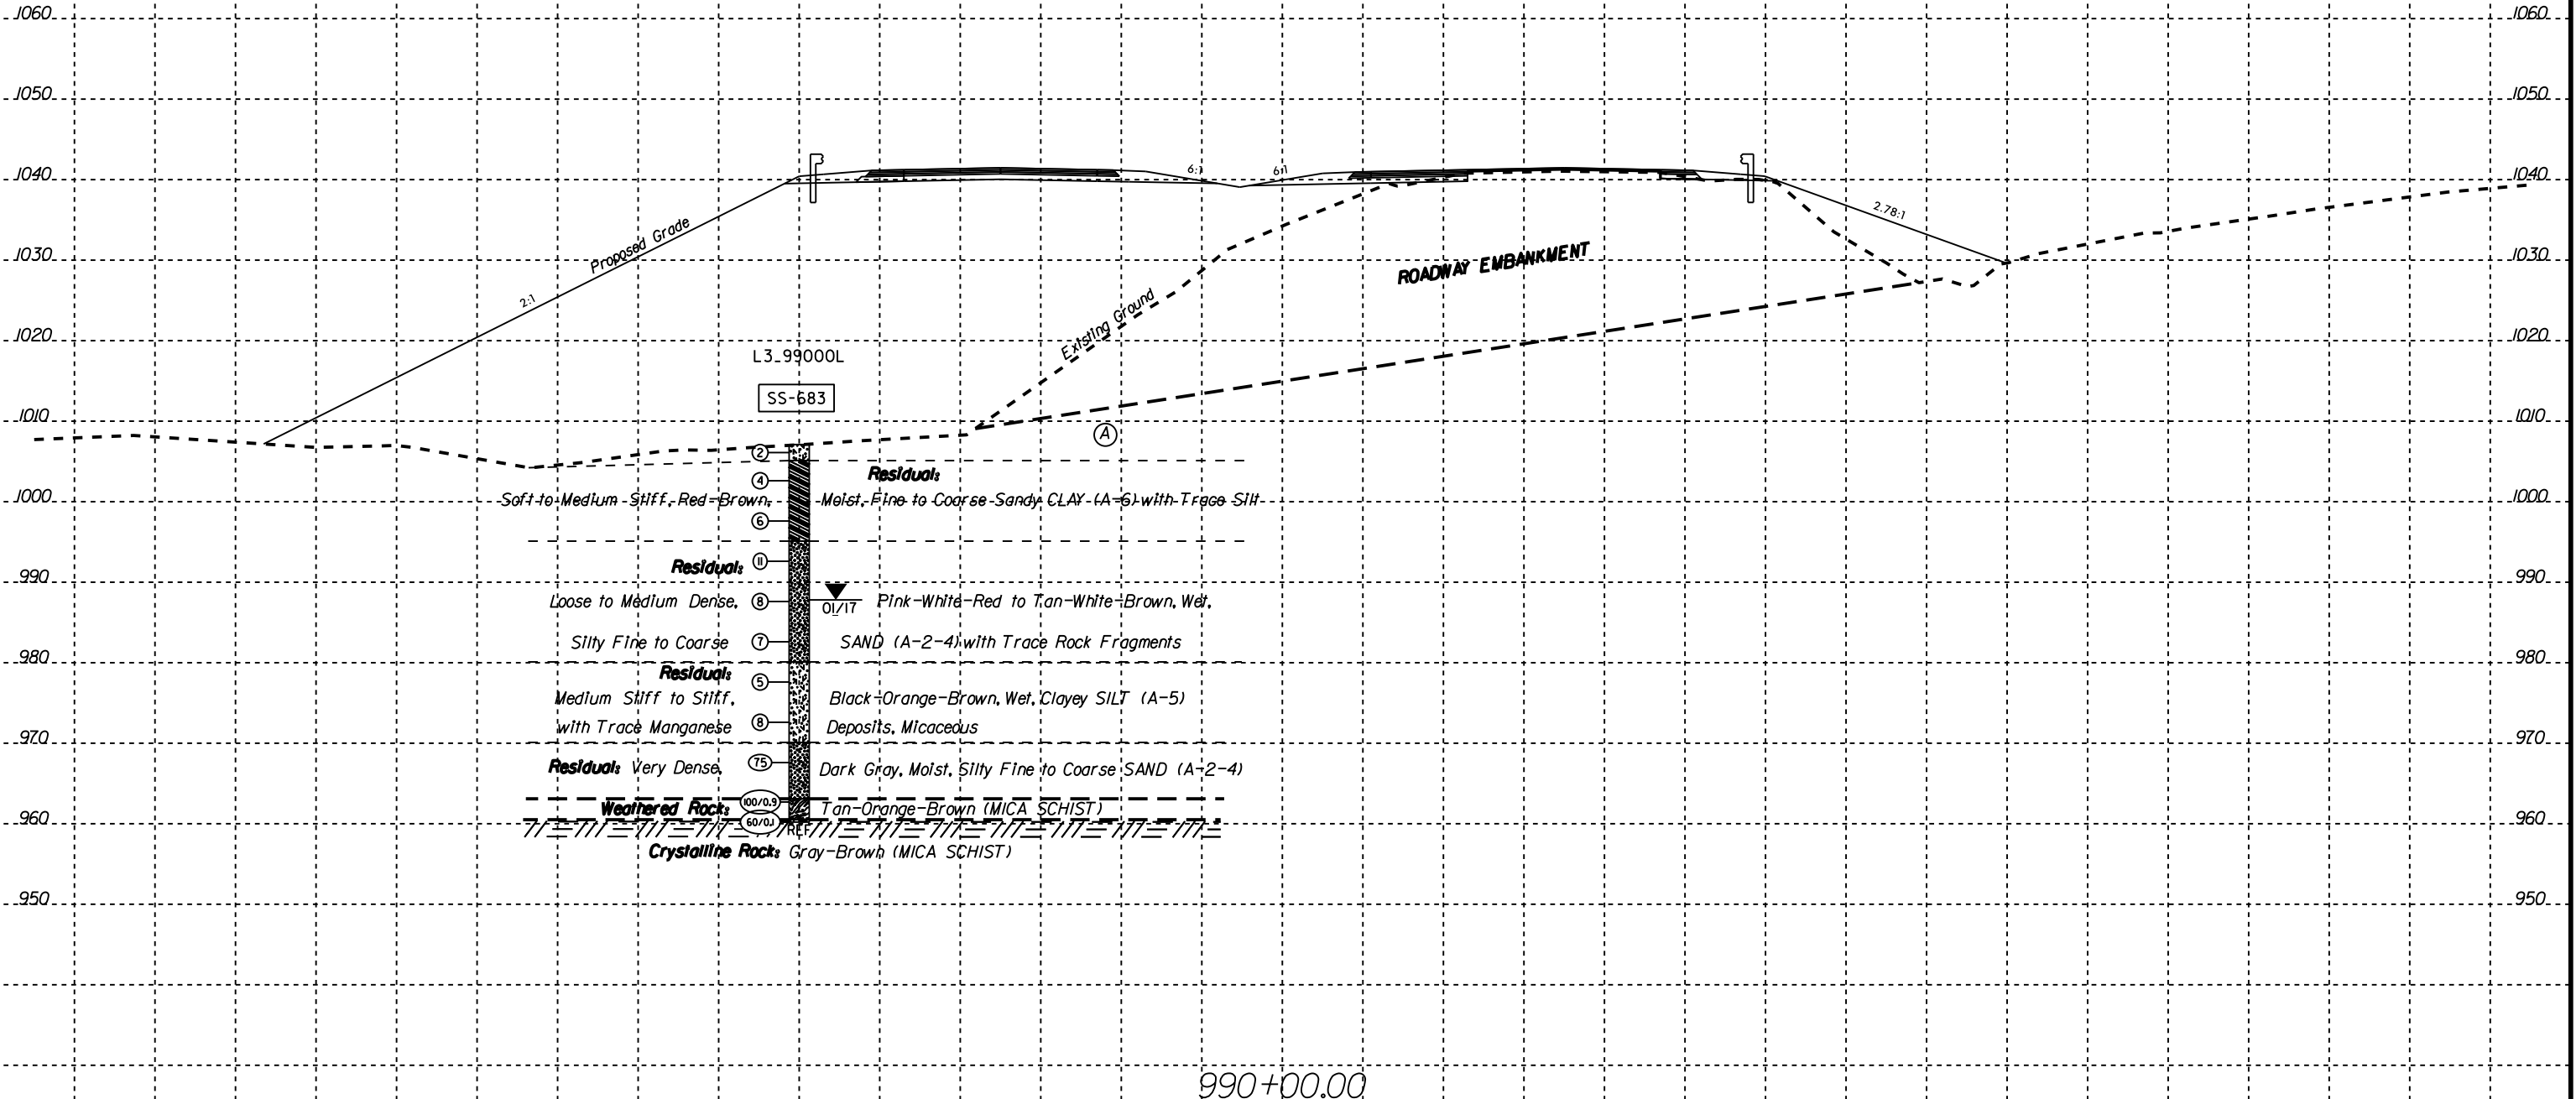 1060 1060
1050 1050
1040 6:1 6:1 1040
2.78:1
Proposed Grade
1030 ROADWAY EMBANKMENT 1030
2:1
Existing Ground
1020 1020
L3_99000L
SS-683
1010 1010
A
2
Residual:
4
1000 Soft to Medium Stiff, Red-Brown, Moist, Fine to Coarse Sandy CLAY (A-6) with Trace Silt 1000
6
Residual: 11
990 990
Loose to Medium Dense, 8 01/17 Pink-White-Red to Tan-White-Brown, Wet,
Silty Fine to Coarse 7 SAND (A-2-4) with Trace Rock Fragments
980 980
Residual:
5
Medium Stiff to Stiff, Black-Orange-Brown, Wet, Clayey SILT (A-5)
with Trace Manganese 8 Deposits, Micaceous
970 970
Residual: Very Dense, 75 Dark Gray, Moist, Silty Fine to Coarse SAND (A-2-4)
Weathered Rock: 100/0.9 Tan-Orange-Brown (MICA SCHIST)
960 60/0.1 960
REF
Crystalline Rock: Gray-Brown (MICA SCHIST)
950 950
990+00.00